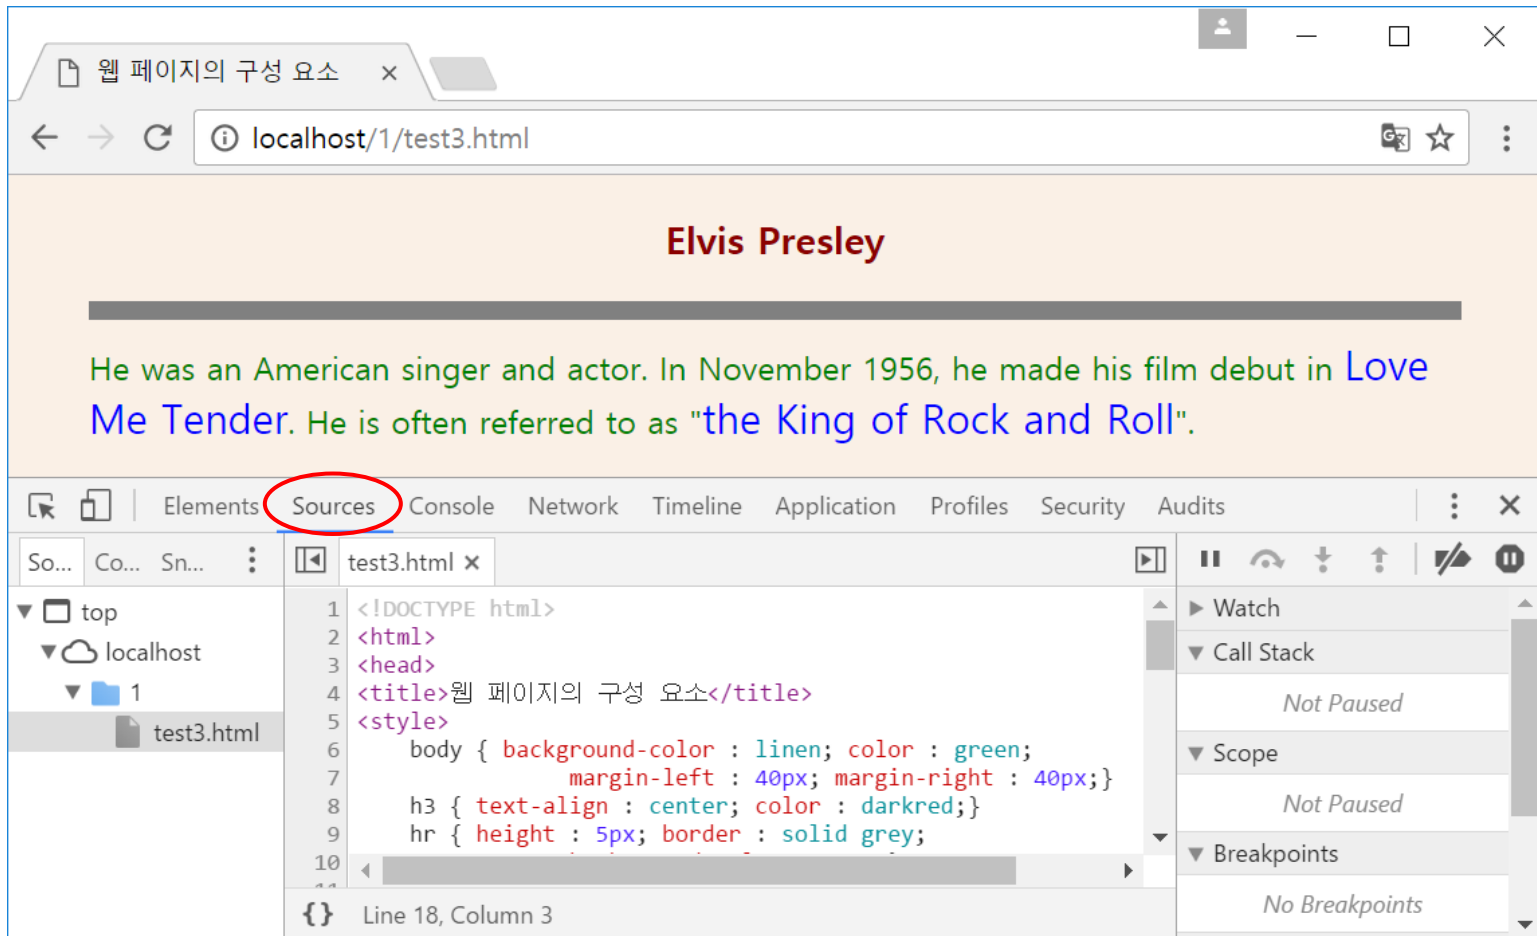 웹 페이지의 구성 요소
localhost/1/test3.html
Elvis Presley
He was an American singer and actor. In November 1956, he made his film debut in Love
Me Tender. He is often referred to as "the King of Rock and Roll".
Elements Sources Console Network Timeline Application Profiles Security Audits
So... Co... Sn...
test3.html
top
localhost
1
test3.html
1 <!DOCTYPE html>
2 <html>
3 <head>
4 <title>웹 페이지의 구성 요소</title>
5 <style>
6 body { background-color : linen; color : green;
7 margin-left : 40px; margin-right : 40px;}
8 h3 { text-align : center; color : darkred;}
9 hr { height : 5px; border : solid grey;
10
{} Line 18, Column 3
Watch
Call Stack
Not Paused
Scope
Not Paused
Breakpoints
No Breakpoints